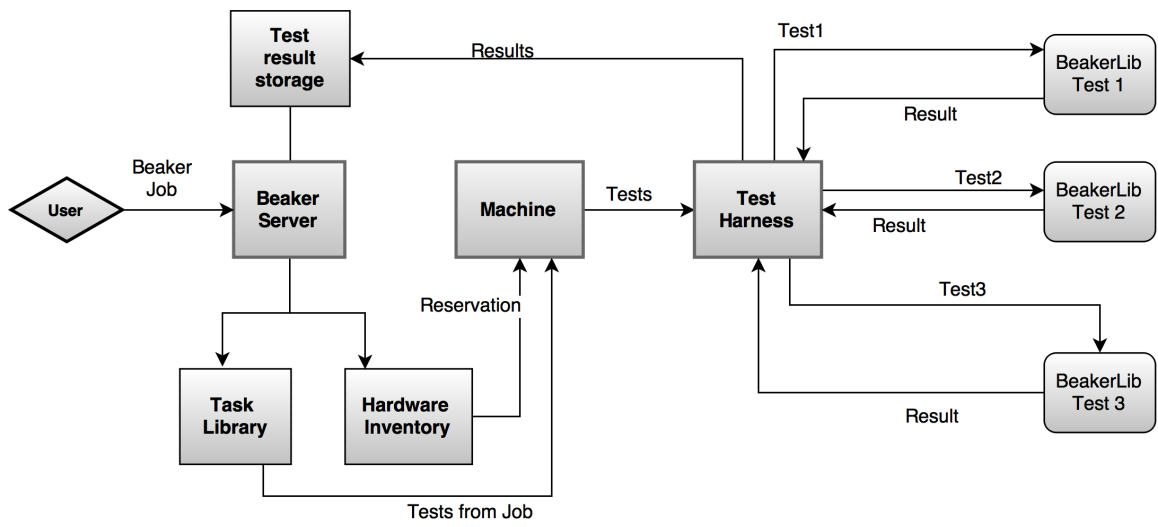 Test
result
storage
Results
Test1
BeakerLib
Test 1
Result
Beaker
Job
User
Beaker
Server
Machine
Tests
Test
Harness
Test2
BeakerLib
Test 2
Result
Reservation
Test3
Task
Library
Hardware
Inventory
BeakerLib
Test 3
Result
Tests from Job